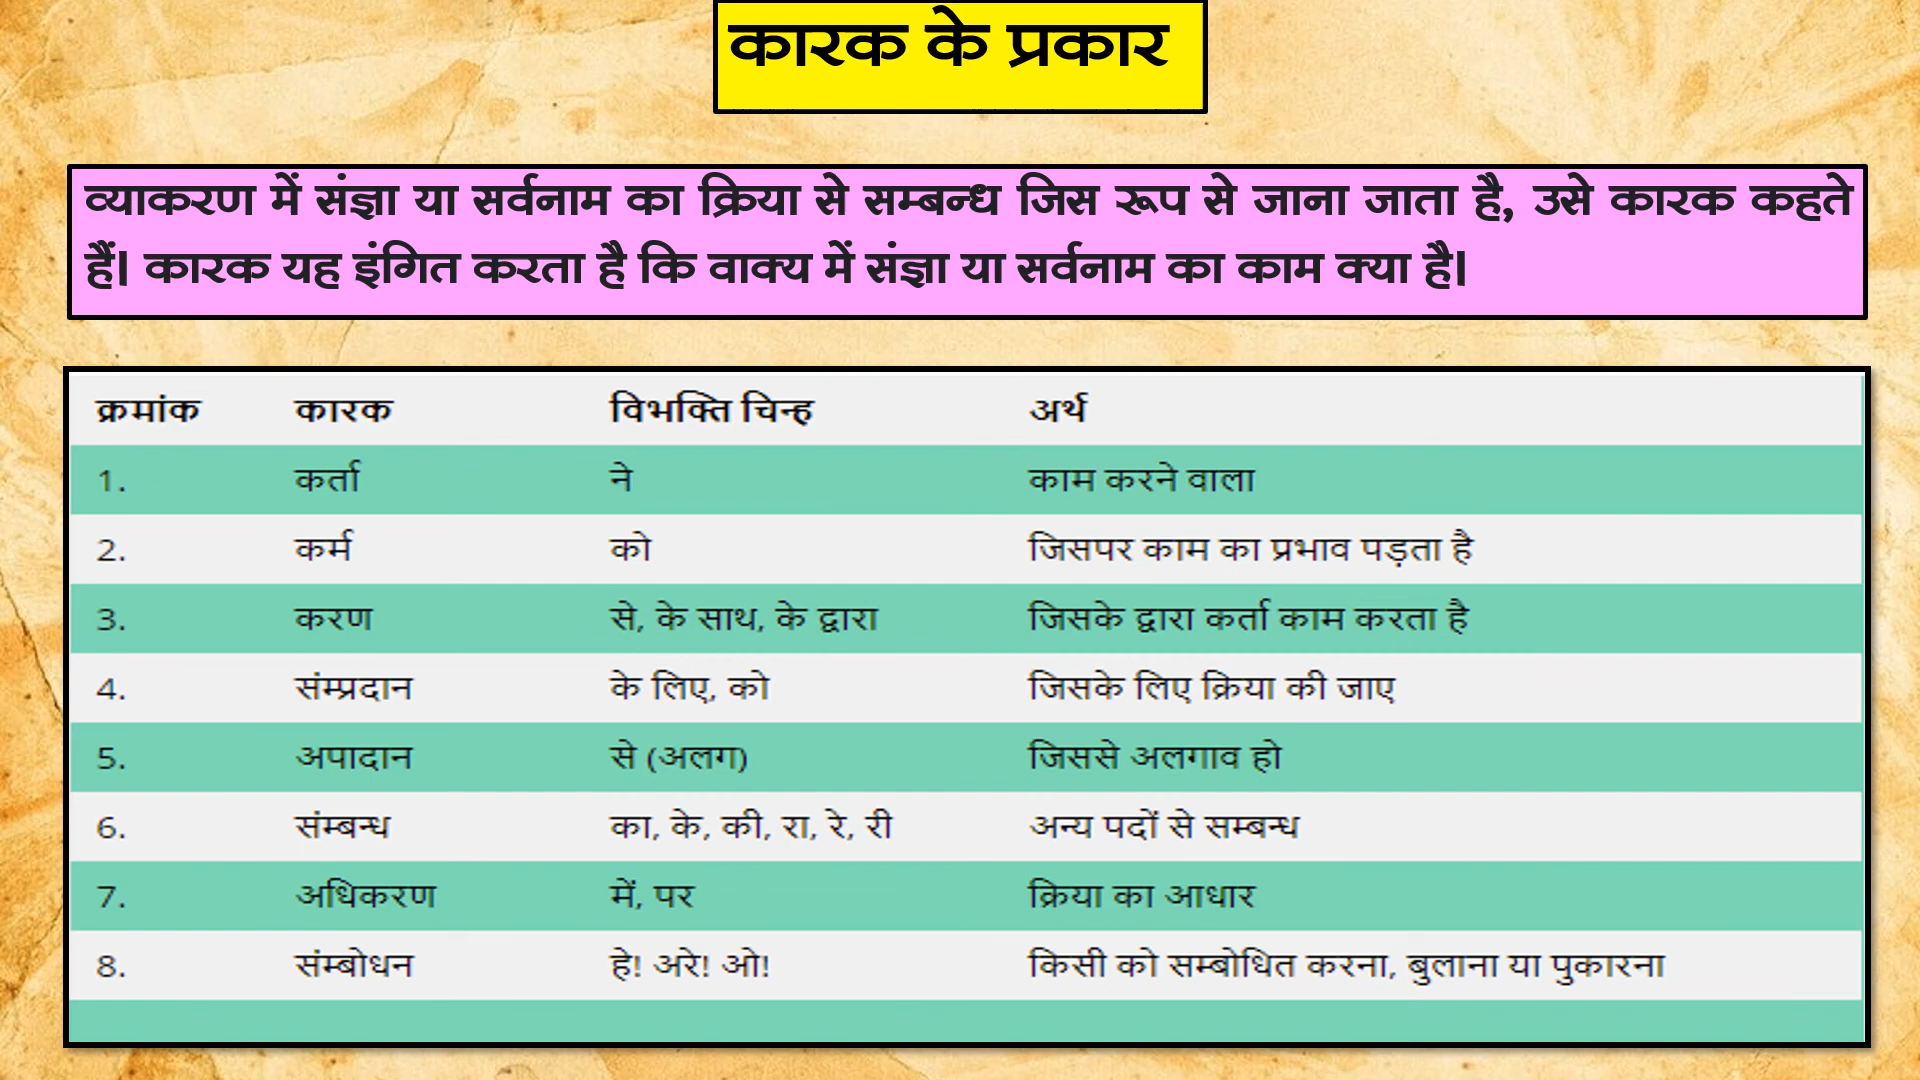 कारक के प्रकार
व्याकरण में संज्ञा या सर्वनाम का क्रिया से सम्बन्ध जिस रूप से जाना जाता है, उसे कारक कहते
हैं। कारक यह इंगित करता है कि वाक्य में संज्ञा या सर्वनाम का काम क्या है।
क्रमांक कारक विभक्ति चिन्ह अर्थ
1. कर्ता ने काम करने वाला
2. कर्म को जिसपर काम का प्रभाव पड़ता है
3. करण से, के साथ, के द्वारा जिसके द्वारा कर्ता काम करता है
4. संम्प्रदान के लिए, को जिसके लिए क्रिया की जाए
5. अपादान से (अलग) जिससे अलगाव हो
6. संम्बन्ध का, के, की, रा, रे, री अन्य पदों से सम्बन्ध
7. अधिकरण में, पर क्रिया का आधार
8. संम्बोधन हे! अरे! ओ! किसी को सम्बोधित करना, बुलाना या पुकारना